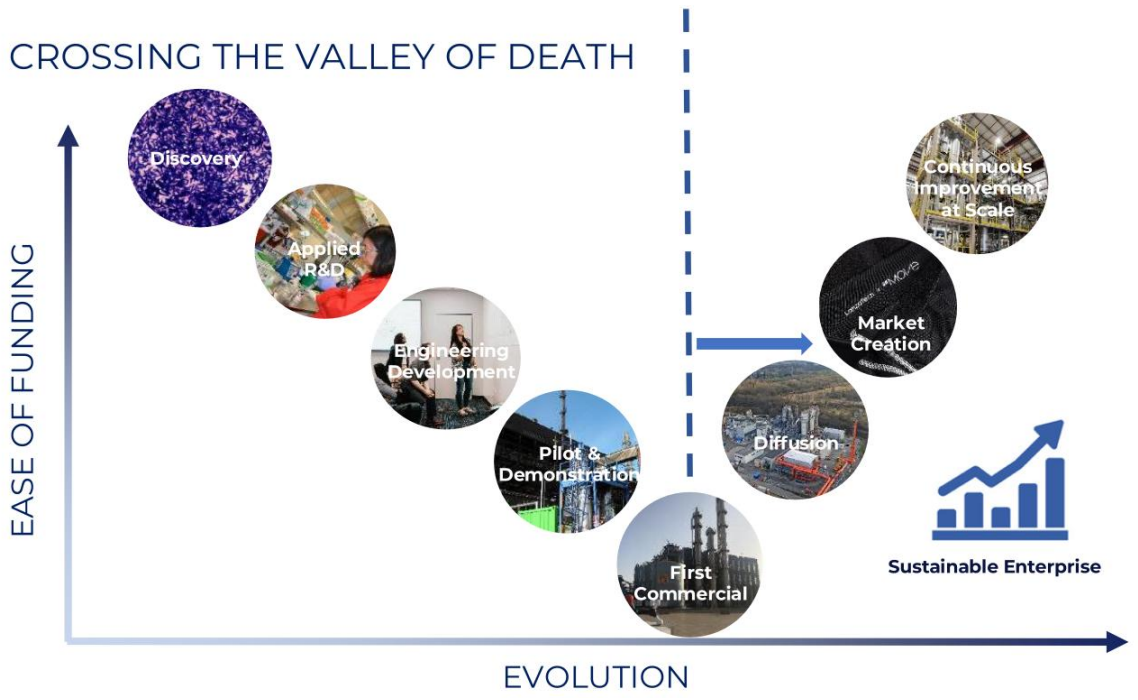 CROSSING THE VALLEY OF DEATH
EASE OF FUNDING
Discovery
Applied
R&D
Engineering
Development
Pilot &
Demonstration
First
Commercial
Diffusion
Market
Creation
Continuous
Improvement
at Scale
Sustainable Enterprise
EVOLUTION